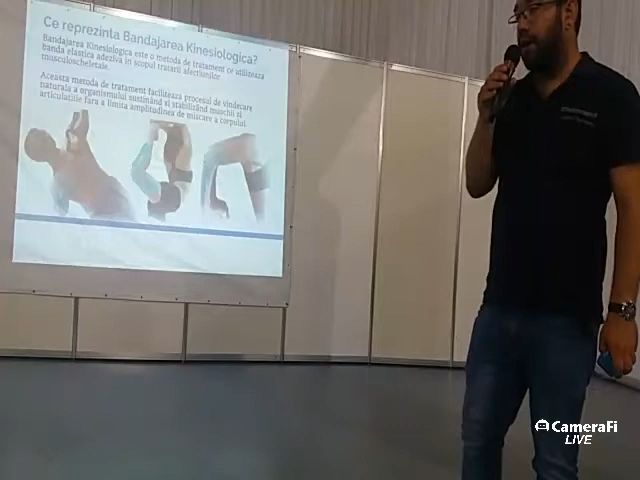 Ce reprezinta Bandajarea Kinesiologica?
Bandajarea Kinesiologica este o metoda de tratament ce utilizeaza
banda elastica adeziva in scopul tratarii afectiunilor
musculoscheletale.
Aceasta metoda de tratament faciliteaza procesul de vindecare
naturala a organismului sustinând si stabilizând muschii si
articulatiile fara a limita amplitudinea de miscare a corpului.
CameraFi
LIVE